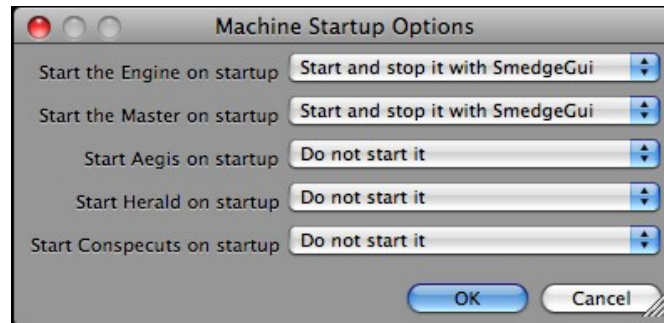 Machine Startup Options
Start the Engine on startup Start and stop it with SmedgeGui
Start the Master on startup Start and stop it with SmedgeGui
Start Aegis on startup Do not start it
Start Herald on startup Do not start it
Start Conspecuts on startup Do not start it
OK Cancel